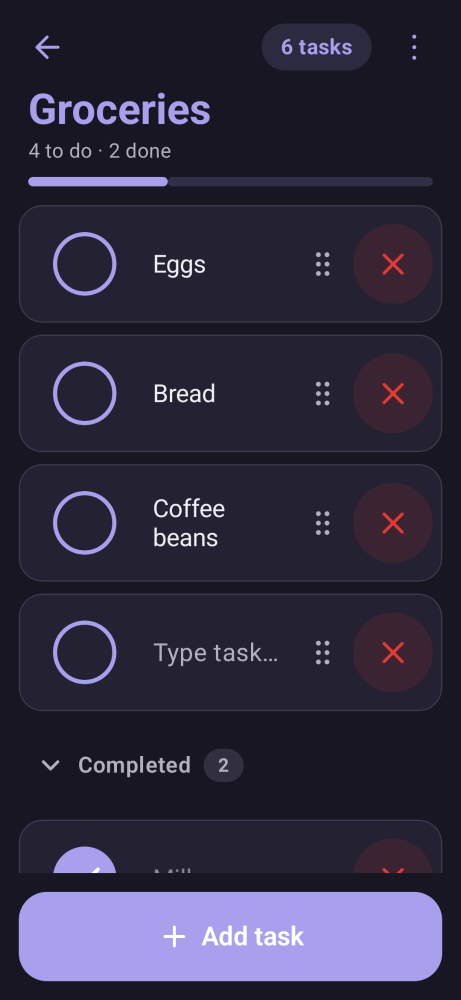 6 tasks
Groceries
4 to do · 2 done
Eggs
Bread
Coffee
beans
Type task...
Completed 2
Add task